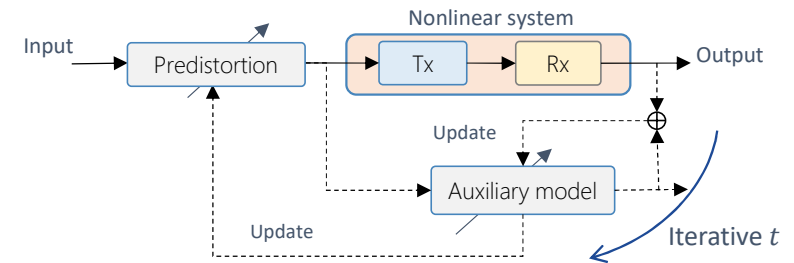 Nonlinear system
Input
Predistortion
Tx
Rx
Output
Update
Auxiliary model
Update
Iterative t